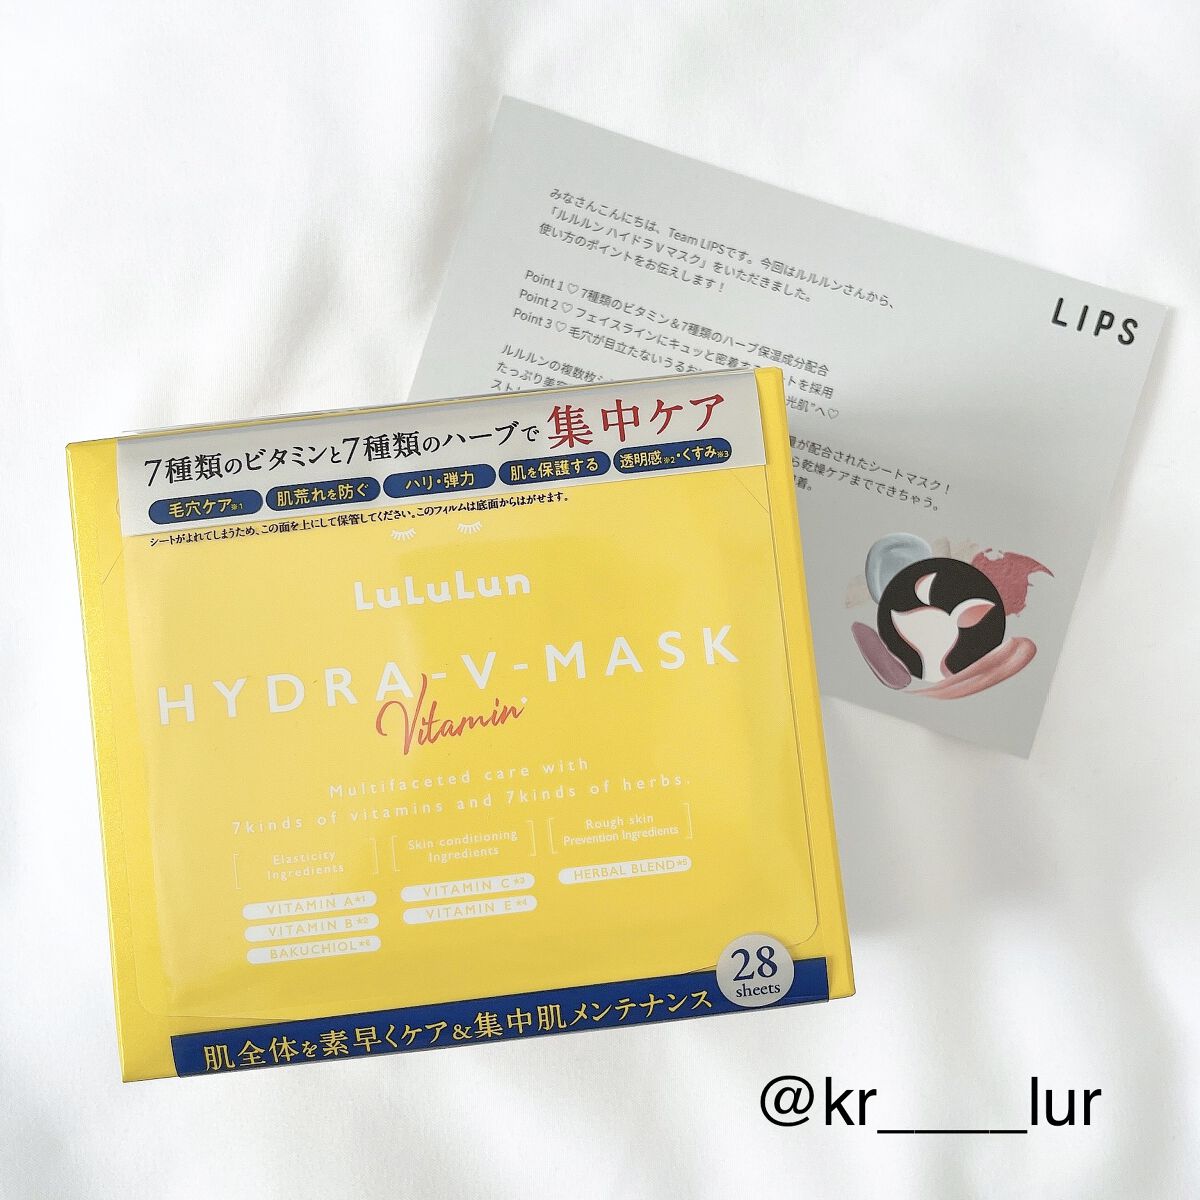 みなさんこんにちは、Team LIPSです。今回はルルルンさんから、
「ルルルン ハイドラ V マスク」をいただきました。
使い方のポイントをお伝えします！
LIPS
Point 1 ♡ 7種類のビタミン＆7種類のハーブ保湿成分配合
Point 2 ♡ フェイスラインにキュッと密着する
ートを採用
Point 3 ♡ 毛穴が目立たないうるお
光肌"へ♡
ルルルンの複数枚シ
たっぷり美容
スト
が配合されたシートマスク！
ら乾燥ケアまでできちゃう。
着。
7種類のビタミンと7種類のハーブで 集中ケア
毛穴ケア※1 肌荒れを防ぐ ハリ・弾力 肌を保護する 透明感※2・くすみ※3
シートがよれてしまうため、この面を上にして保管してください。このフィルムは底面からはがせます。
LuLuLun
HYDRA-V-MASK
Vitamin
Multifaceted care with
7kinds of vitamins and 7kinds of herbs.
Elasticity
Ingredients
VITAMIN A*1
VITAMIN B*2
BAKUCHIOL*6
Skin conditioning
Ingredients
VITAMIN C*3
VITAMIN E*4
Rough skin
Prevention Ingredients
HERBAL BLEND*5
28
sheets
肌全体を素早くケア&集中肌メンテナンス
@kr____lur